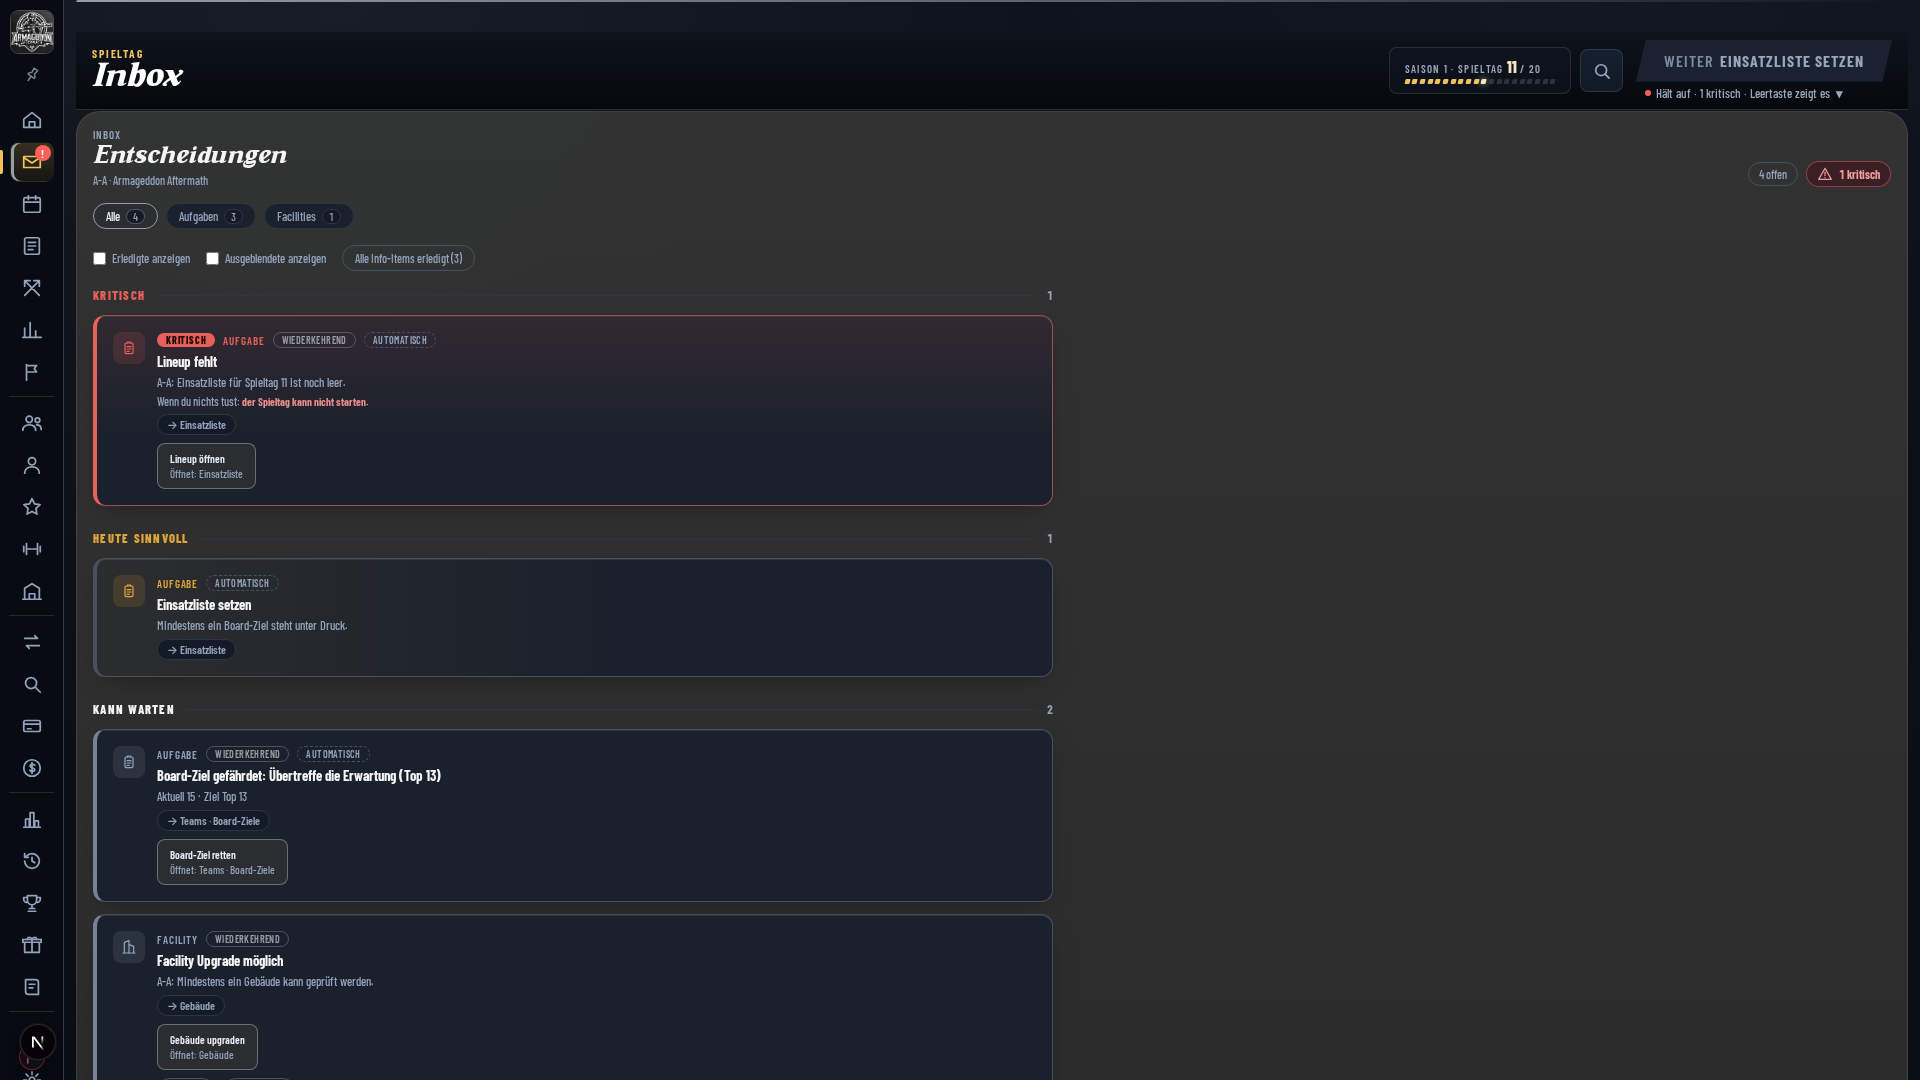 ARMAGEDDON
SPIELTAG
Inbox
SAISON 1 · SPIELTAG 11 / 20
WEITER EINSATZLISTE SETZEN
Hält auf · 1 kritisch · Leertaste zeigt es ▼
INBOX
Entscheidungen
A-A · Armageddon Aftermath
4 offen
1 kritisch
Alle 4
Aufgaben 3
Facilities 1
Erledigte anzeigen
Ausgeblendete anzeigen
Alle Info-Items erledigt (3)
KRITISCH 1
KRITISCH AUFGABE WIEDERKEHREND AUTOMATISCH
Lineup fehlt
A-A: Einsatzliste für Spieltag 11 ist noch leer.
Wenn du nichts tust: der Spieltag kann nicht starten.
→ Einsatzliste
Lineup öffnen
Öffnet: Einsatzliste
HEUTE SINNVOLL 1
AUFGABE AUTOMATISCH
Einsatzliste setzen
Mindestens ein Board-Ziel steht unter Druck.
→ Einsatzliste
KANN WARTEN 2
AUFGABE WIEDERKEHREND AUTOMATISCH
Board-Ziel gefährdet: Übertreffe die Erwartung (Top 13)
Aktuell 15 · Ziel Top 13
→ Teams · Board-Ziele
Board-Ziel retten
Öffnet: Teams · Board-Ziele
FACILITY WIEDERKEHREND
Facility Upgrade möglich
A-A: Mindestens ein Gebäude kann geprüft werden.
→ Gebäude
Gebäude upgraden
Öffnet: Gebäude
N